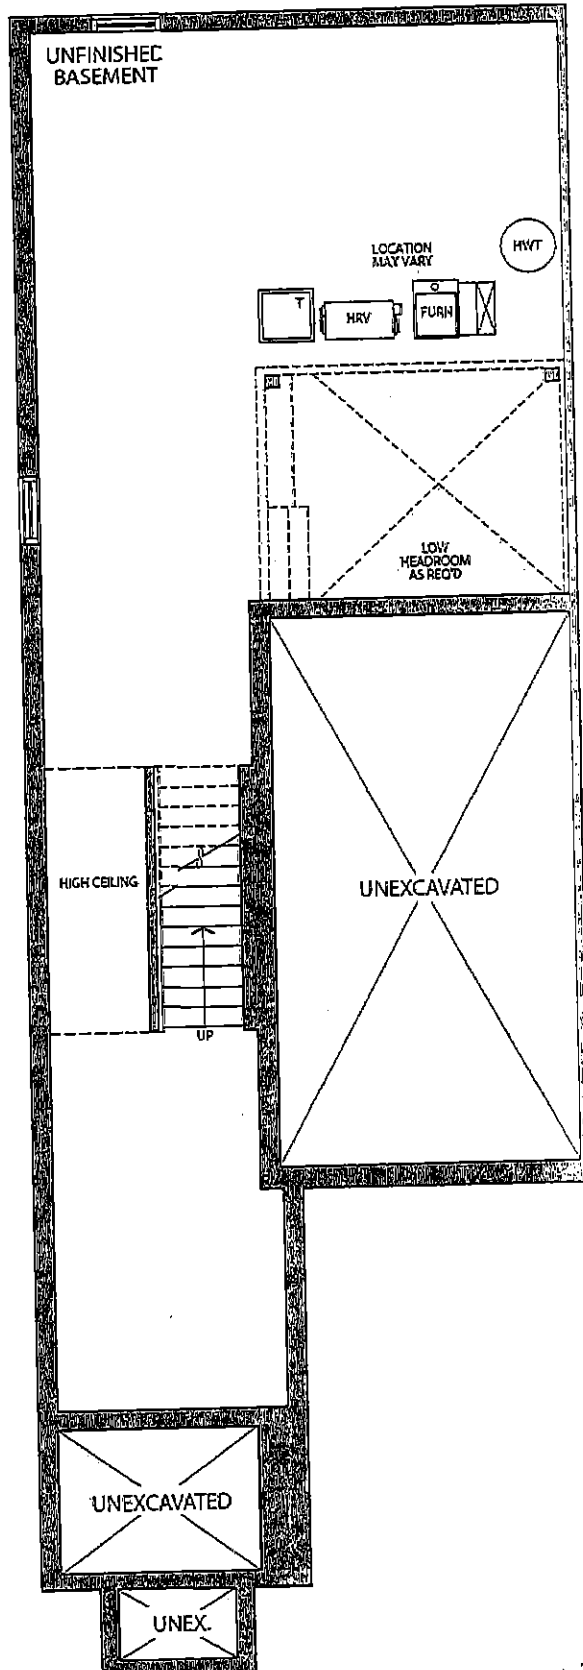 UNFINISHED
BASEMENT
LOCATION
MAY VARY
HWT
T
HRV
FURN
LOW
HEADROOM
AS REQ'D
HIGH CEILING
UNEXCAVATED
UP
UNEXCAVATED
UNEX.